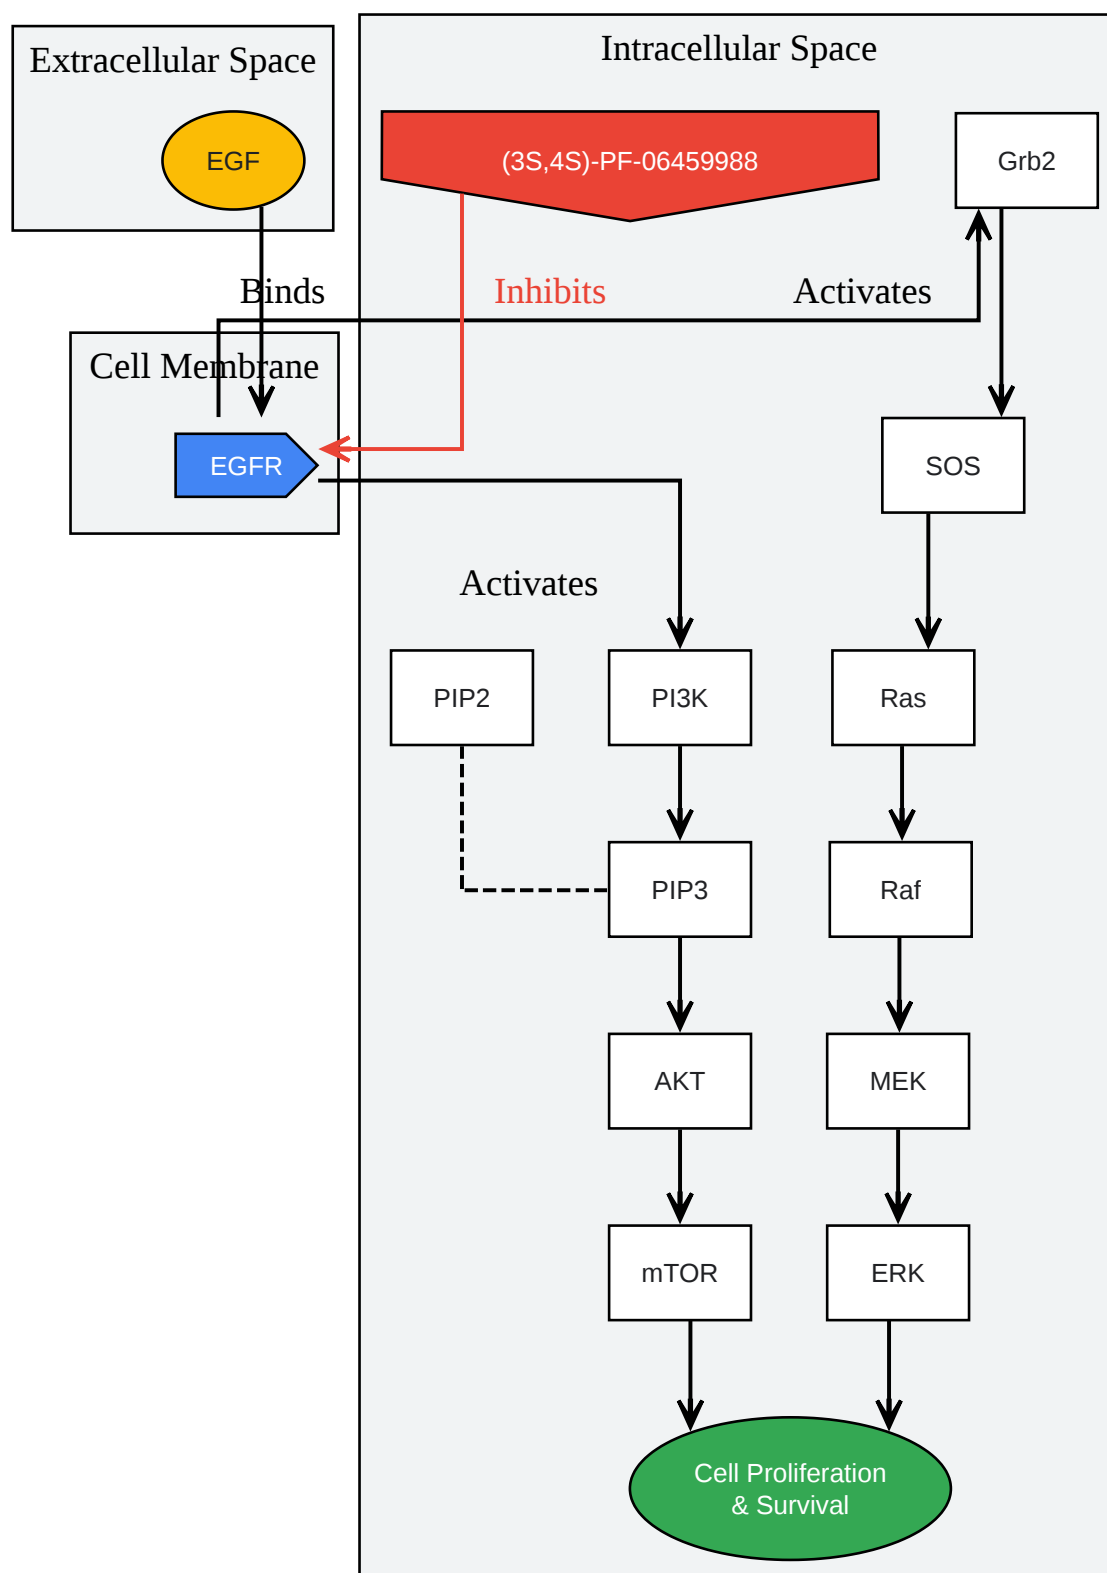 Extracellular Space
Intracellular Space
EGF
(3S,4S)-PF-06459988
Grb2
Binds
Inhibits
Activates
Cell Membrane
EGFR
SOS
Activates
PIP2
PI3K
Ras
PIP3
Raf
AKT
MEK
mTOR
ERK
Cell Proliferation
& Survival